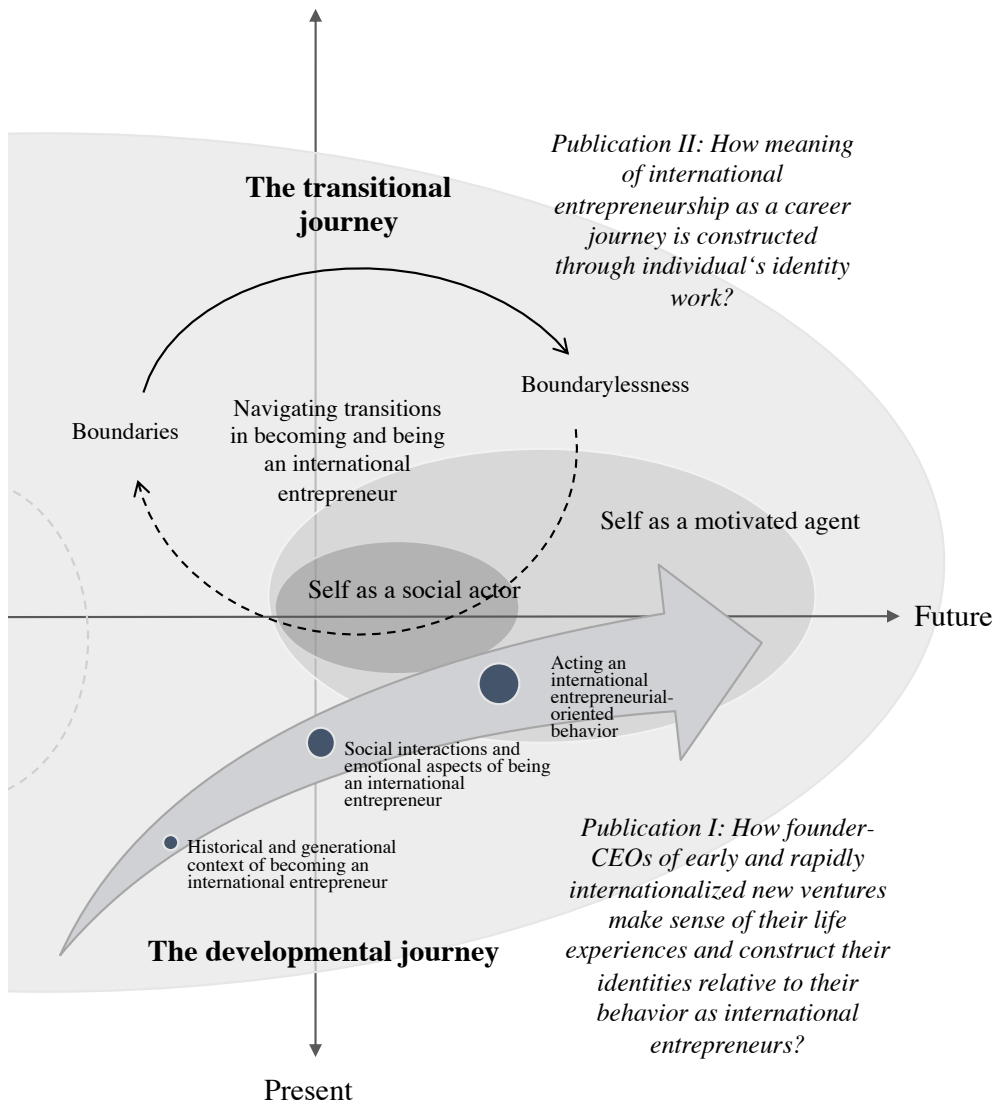 Publication II: How meaning
of international
entrepreneurship as a career
journey is constructed
through individual‘s identity
work?
The transitional
journey
Boundarylessness
Boundaries
Navigating transitions
in becoming and being
an international
entrepreneur
Self as a motivated agent
Self as a social actor
Future
Acting an
international
entrepreneurial-
oriented
behavior
Social interactions and
emotional aspects of being
an international
entrepreneur
Historical and generational
context of becoming an
international entrepreneur
Publication I: How founder-
CEOs of early and rapidly
internationalized new ventures
make sense of their life
experiences and construct their
identities relative to their
behavior as international
entrepreneurs?
The developmental journey
Present